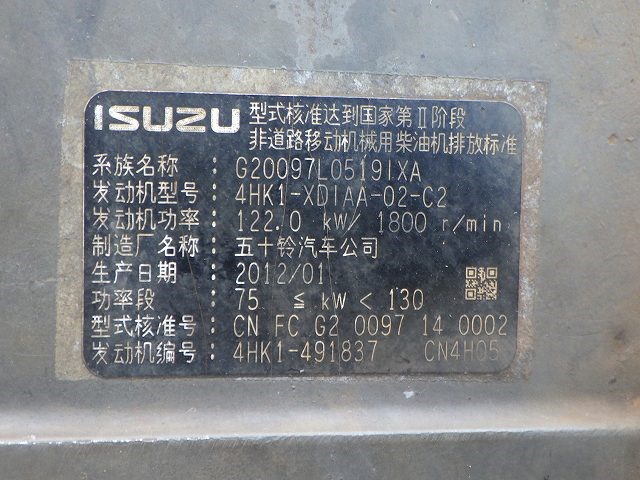 ISUZU 型式核准达到国家第Ⅱ阶段
非道路移动机械用柴油机排放标准
系族名称 : G20097L0519IXA
发动机型号 : 4HK1-XDIAA-02-C2
发动机功率 : 122.0 kW/ 1800 r/min
制造厂名称 : 五十铃汽车公司
生产日期 : 2012/01
功率段 : 75 ≦ kW < 130
型式核准号 : CN FC G2 0097 14 0002
发动机编号 : 4HK1-491837 CN4HQ5